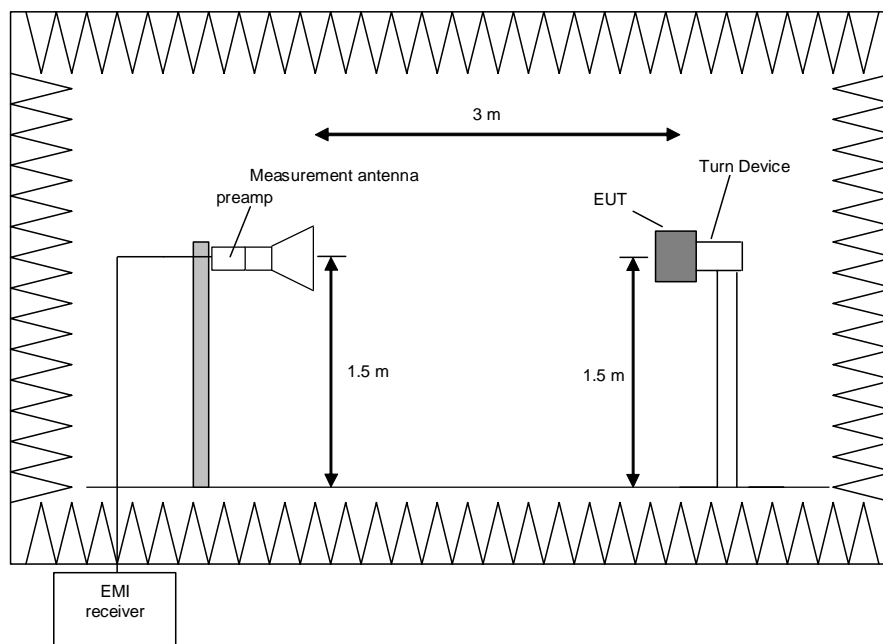 3 m
Measurement antenna
preamp
Turn Device
EUT
1.5 m
1.5 m
EMI
receiver